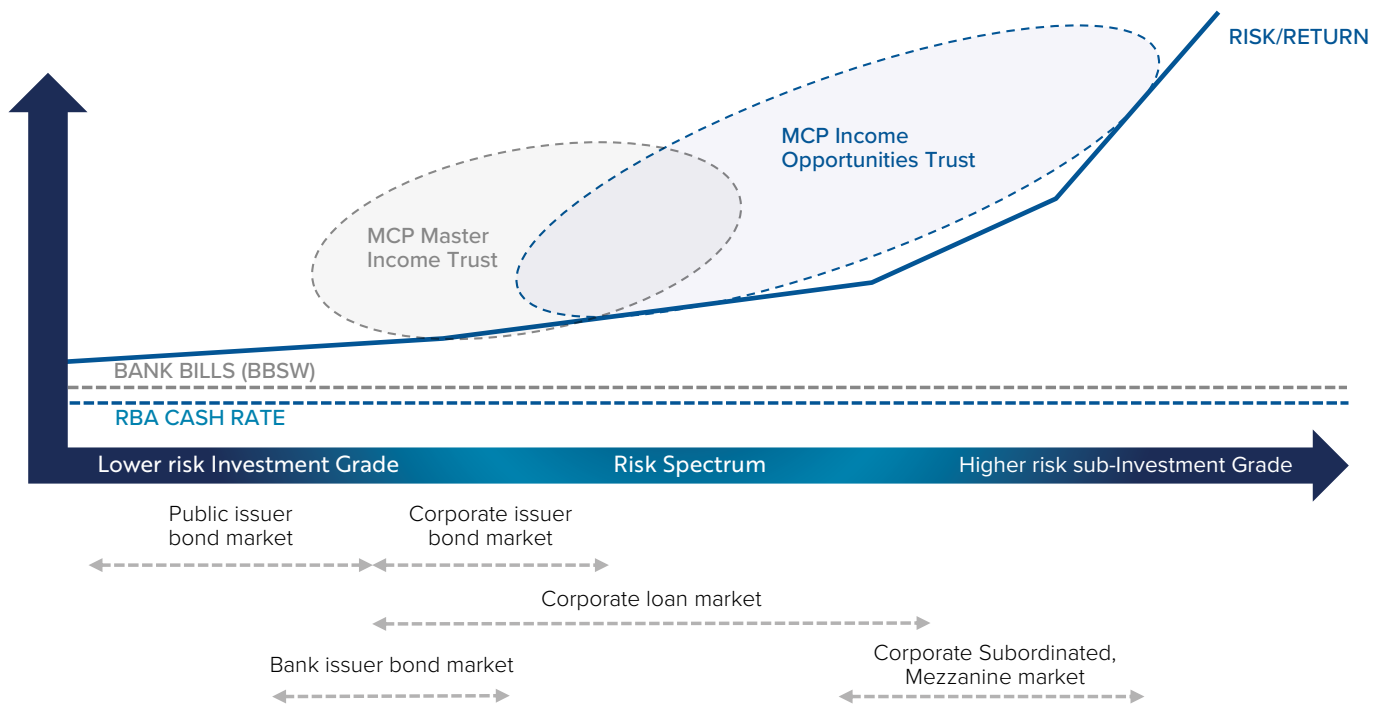 RISK/RETURN
MCP Income
Opportunities Trust
MCP Master
Income Trust
BANK BILLS (BBSW)
RBA CASH RATE
Lower risk Investment Grade
Risk Spectrum
Higher risk sub-Investment Grade
Public issuer
bond market
Corporate issuer
bond market
Corporate loan market
Bank issuer bond market
Corporate Subordinated,
Mezzanine market